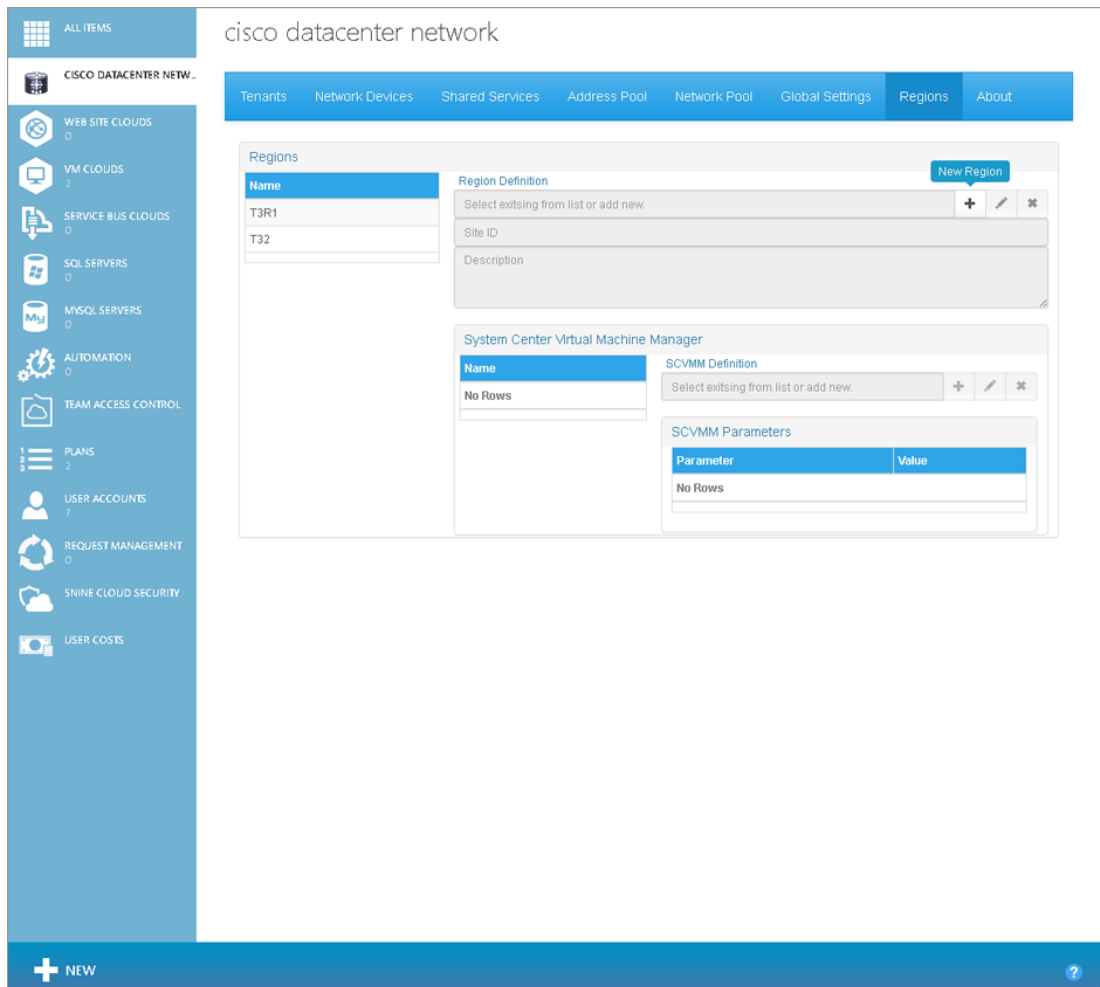 ALL ITEMS
CISCO DATACENTER NETW..
WEB SITE CLOUDS
0
VM CLOUDS
2
SERVICE BUS CLOUDS
0
SQL SERVERS
0
My
MYSQL SERVERS
0
AUTOMATION
0
TEAM ACCESS CONTROL
1
2
3
PLANS
2
USER ACCOUNTS
7
REQUEST MANAGEMENT
0
5NINE CLOUD SECURITY
USER COSTS
cisco datacenter network
Tenants Network Devices Shared Services Address Pool Network Pool Global Settings Regions About
Regions
Name
T3R1
T32
Region Definition
New Region
Select exitsing from list or add new.
Site ID
Description
System Center Virtual Machine Manager
Name
No Rows
SCVMM Definition
Select exitsing from list or add new.
SCVMM Parameters
Parameter Value
No Rows
NEW
?